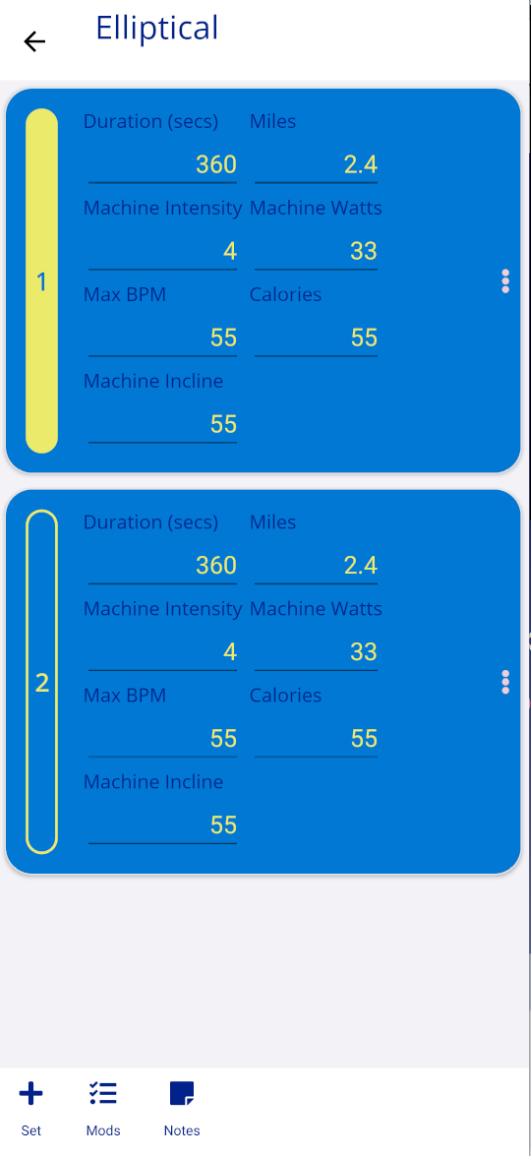 Elliptical
Duration (secs) Miles
360 2.4
Machine Intensity Machine Watts
4 33
1
Max BPM Calories
55 55
Machine Incline
55
Duration (secs) Miles
360 2.4
Machine Intensity Machine Watts
4 33
2
Max BPM Calories
55 55
Machine Incline
55
Set Mods Notes